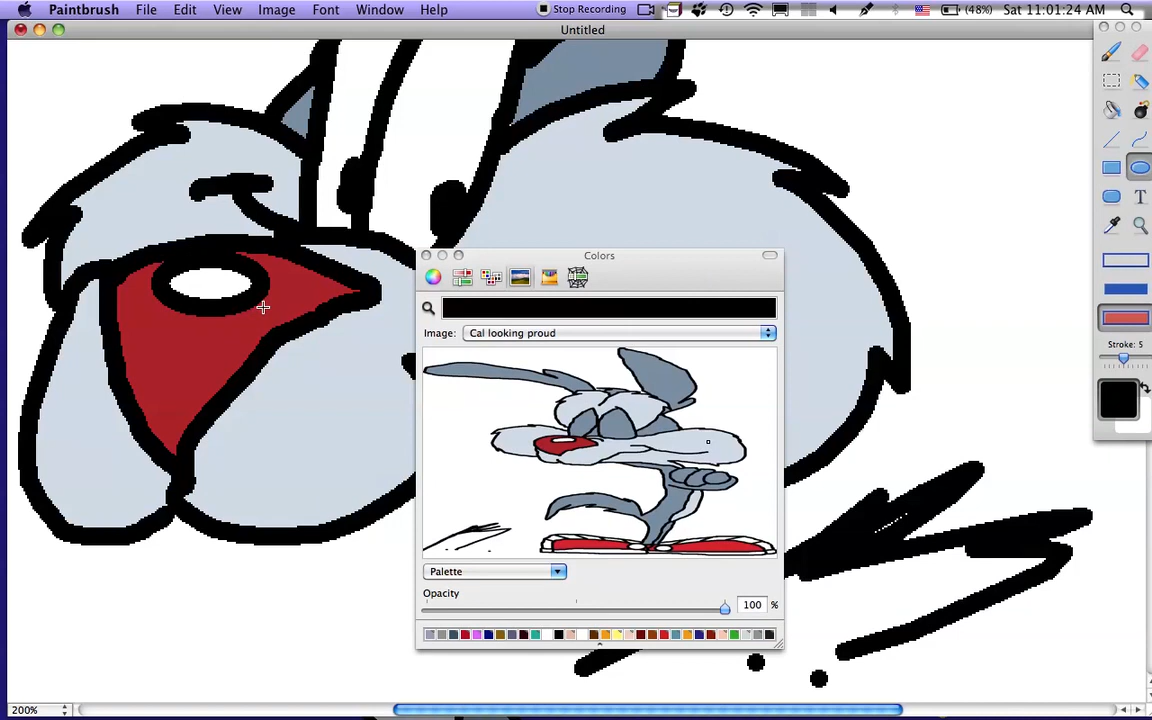 Paintbrush File Edit View Image Font Window Help Stop Recording (48%) Sat 11:01:24 AM
Untitled
Colors
Image: Cal looking proud
Stroke: 5
Palette
Opacity
100 %
200%